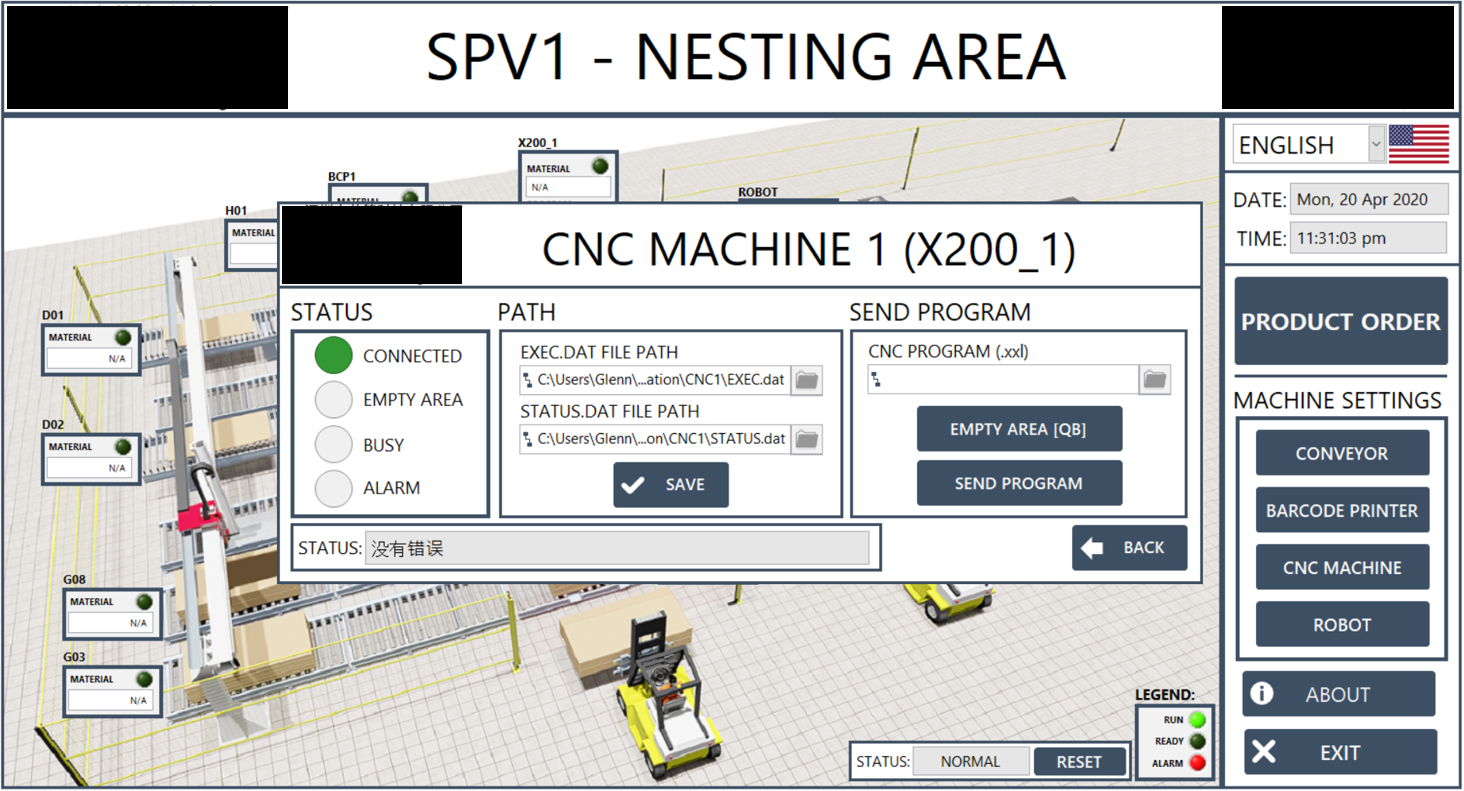 SPV1 - NESTING AREA
X200_1
MATERIAL
N/A
BCP1
MATERIAL
H01
MATERIAL
ROBOT
D01
MATERIAL
N/A
D02
MATERIAL
N/A
G08
MATERIAL
N/A
G03
MATERIAL
N/A
CNC MACHINE 1 (X200_1)
STATUS
CONNECTED
EMPTY AREA
BUSY
ALARM
PATH
EXEC.DAT FILE PATH
C:\Users\Glenn\...ation\CNC1\EXEC.dat
STATUS.DAT FILE PATH
C:\Users\Glenn\...on\CNC1\STATUS.dat
SAVE
SEND PROGRAM
CNC PROGRAM (.xxl)
EMPTY AREA [QB]
SEND PROGRAM
STATUS: 没有错误
BACK
LEGEND:
RUN
READY
ALARM
STATUS: NORMAL RESET
ENGLISH
DATE: Mon, 20 Apr 2020
TIME: 11:31:03 pm
PRODUCT ORDER
MACHINE SETTINGS
CONVEYOR
BARCODE PRINTER
CNC MACHINE
ROBOT
ABOUT
EXIT